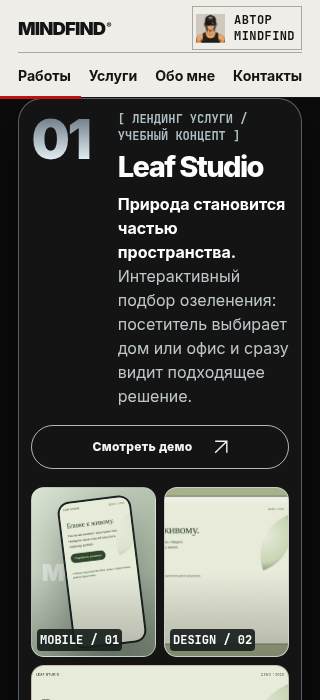 MINDFIND®
АВТОР
MINDFIND
Работы
Услуги
Обо мне
Контакты
01
[ ЛЕНДИНГ УСЛУГИ /
УЧЕБНЫЙ КОНЦЕПТ ]
Leaf Studio
Природа становится
частью
пространства.
Интерактивный
подбор озеленения:
посетитель выбирает
дом или офис и сразу
видит подходящее
решение.
Смотреть демо
Ближе к живому.
MOBILE / 01
живому.
DESIGN / 02
LEAF STUDIO